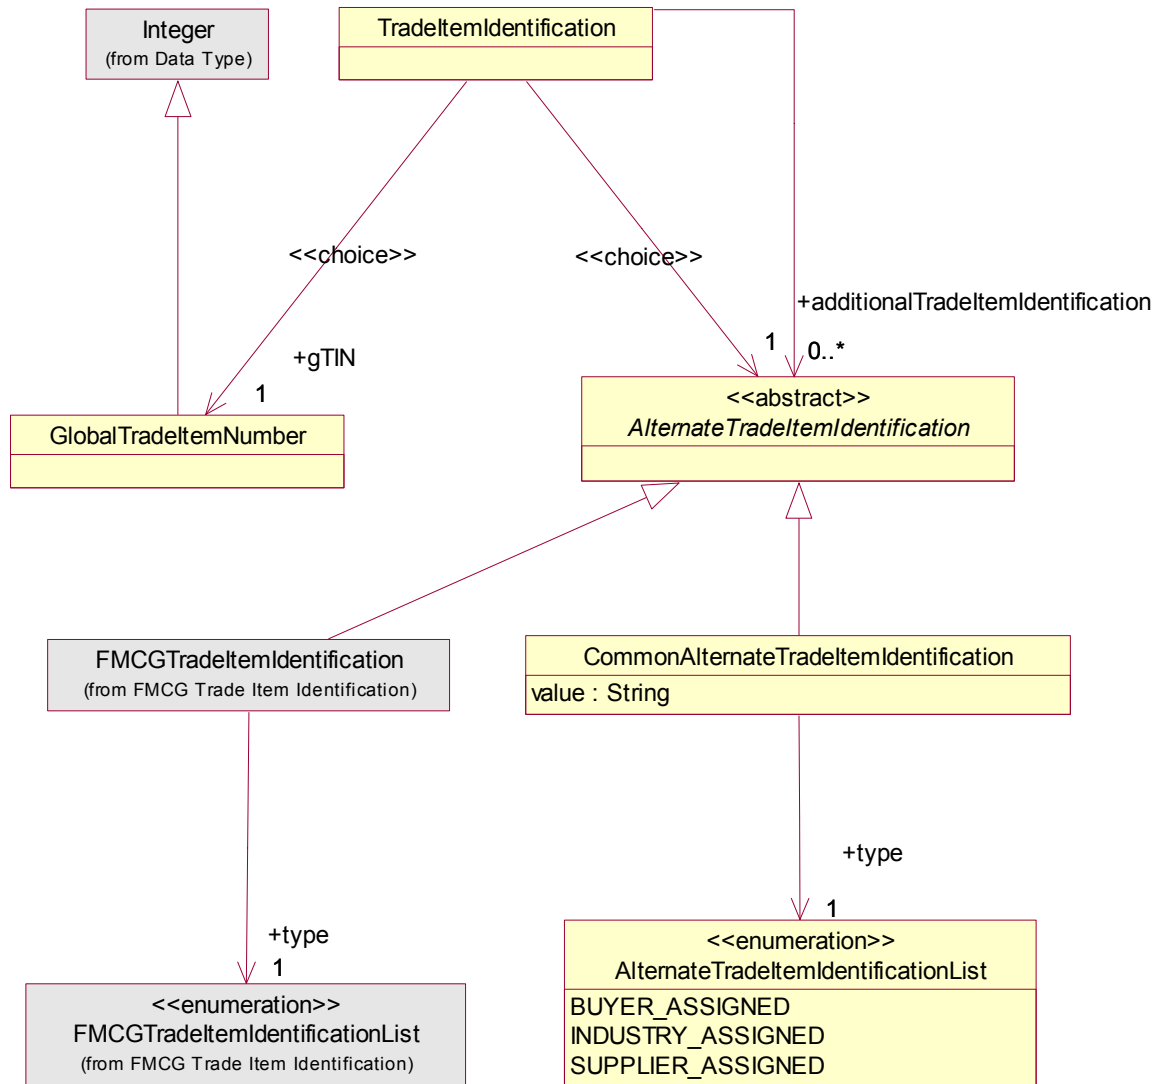 Integer
(from Data Type)
TradeItemIdentification
<<choice>>
<<choice>>
+additionalTradeItemIdentification
+gTIN
1
1
0..*
GlobalTradeItemNumber
<<abstract>>
AlternateTradeItemIdentification
FMCGTradeItemIdentification
(from FMCG Trade Item Identification)
CommonAlternateTradeItemIdentification
value : String
+type
1
+type
1
<<enumeration>>
FMCGTradeItemIdentificationList
(from FMCG Trade Item Identification)
<<enumeration>>
AlternateTradeItemIdentificationList
BUYER_ASSIGNED
INDUSTRY_ASSIGNED
SUPPLIER_ASSIGNED